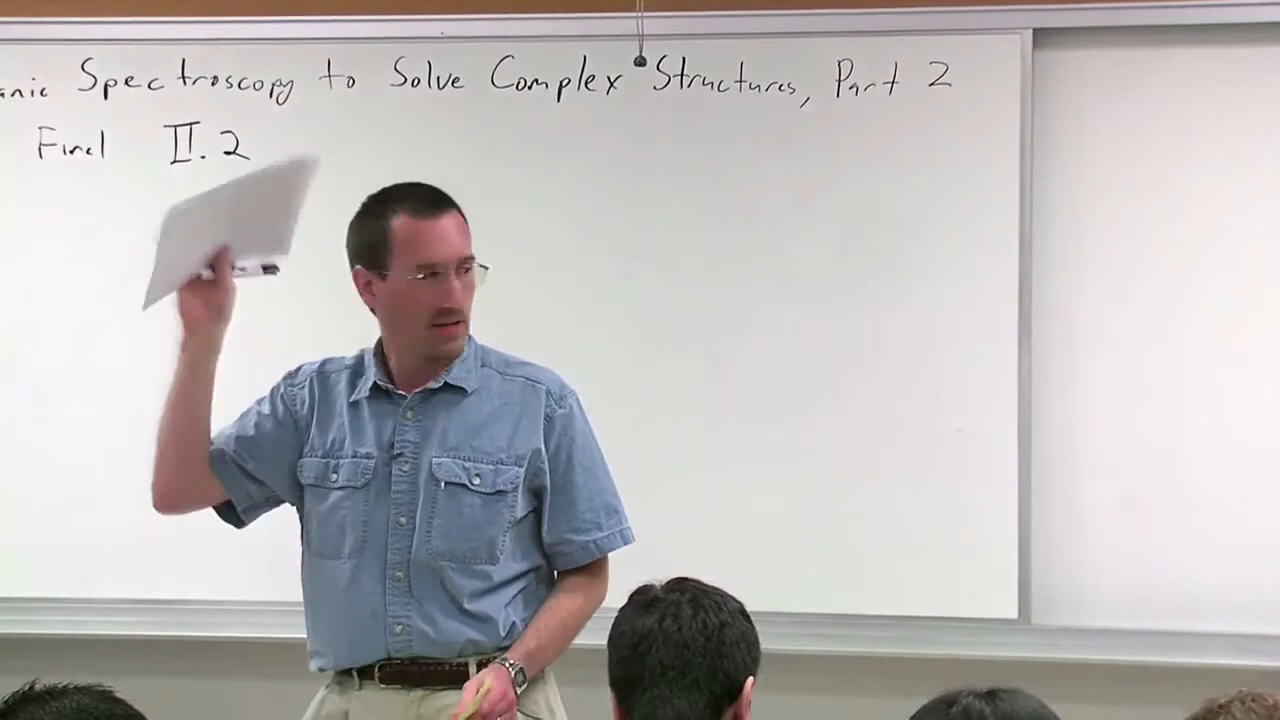 anic Spectroscopy to Solve Complex Structures, Part 2
Final II.2